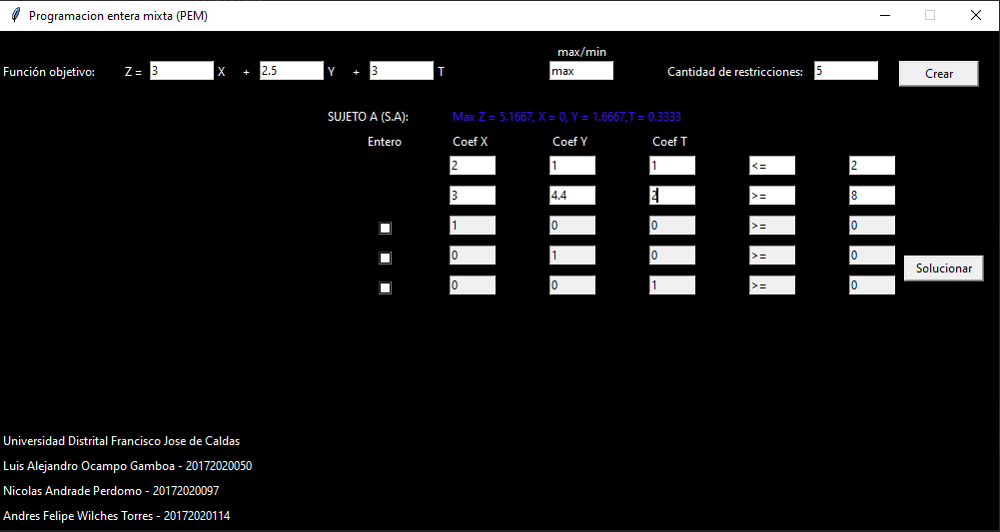 Programacion entera mixta (PEM)
max/min
Función objetivo: Z = 3 X + 2.5 Y + 3 T max Cantidad de restricciones: 5 Crear
SUJETO A (S.A): Max Z = 5.1667, X = 0, Y = 1.6667,T = 0.3333
Entero Coef X Coef Y Coef T
2 1 1 <= 2
3 4.4 2 >= 8
1 0 0 >= 0
0 1 0 >= 0
Solucionar
0 0 1 >= 0
Universidad Distrital Francisco Jose de Caldas
Luis Alejandro Ocampo Gamboa - 20172020050
Nicolas Andrade Perdomo - 20172020097
Andres Felipe Wilches Torres - 20172020114